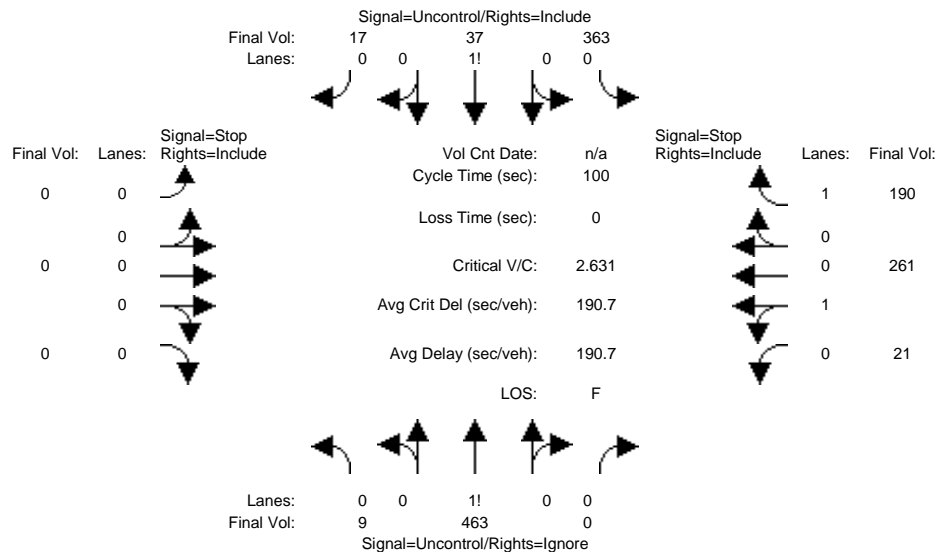 Signal=Uncontrol/Rights=Include
Final Vol: 17 37 363
Lanes: 0 0 1! 0 0
Signal=Stop Signal=Stop
Final Vol: Lanes: Rights=Include Vol Cnt Date: n/a Rights=Include Lanes: Final Vol:
Cycle Time (sec): 100
0 0 1 190
Loss Time (sec): 0
0 0
0 0 Critical V/C: 2.631 0 261
0 Avg Crit Del (sec/veh): 190.7 1
0 0 Avg Delay (sec/veh): 190.7 0 21
LOS: F
Lanes: 0 0 1! 0 0
Final Vol: 9 463 0
Signal=Uncontrol/Rights=Ignore